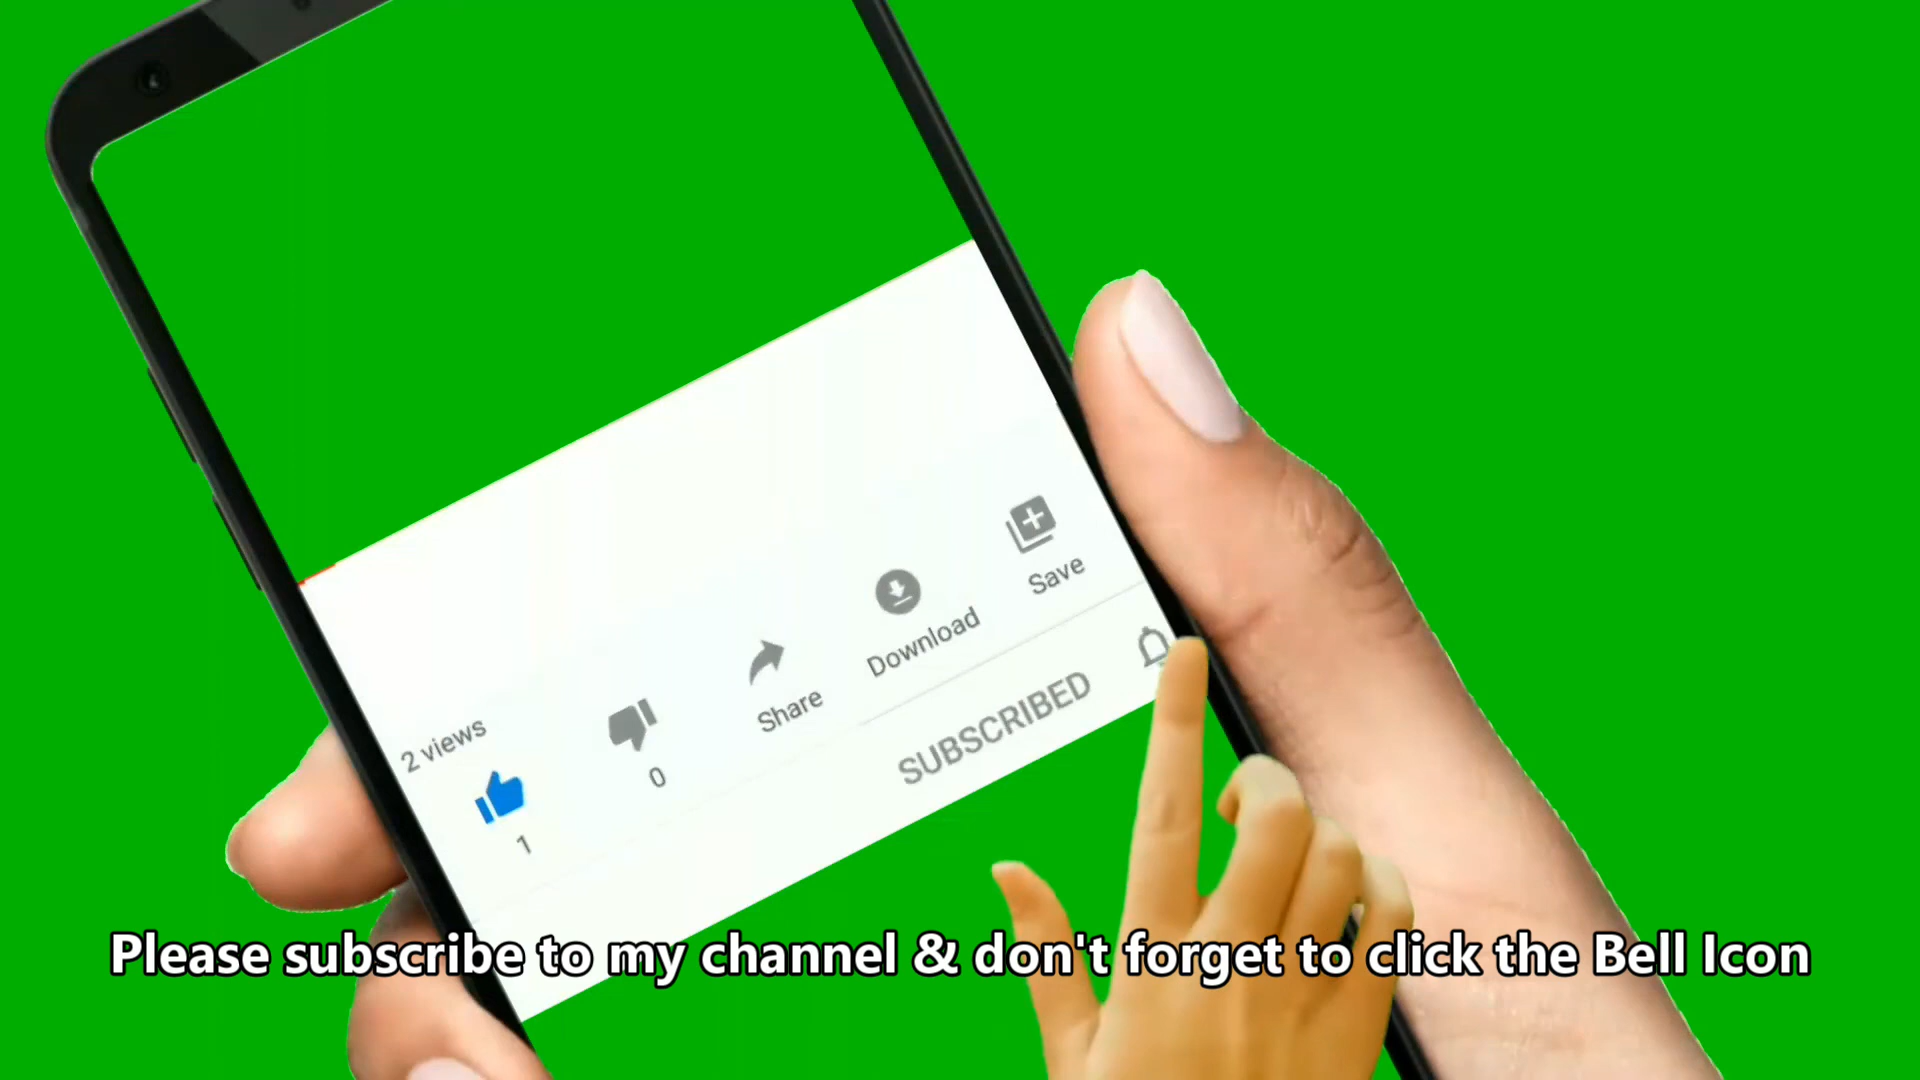 2 views
1
0
Share
Download
Save
SUBSCRIBED
Please subscribe to my channel & don't forget to click the Bell Icon